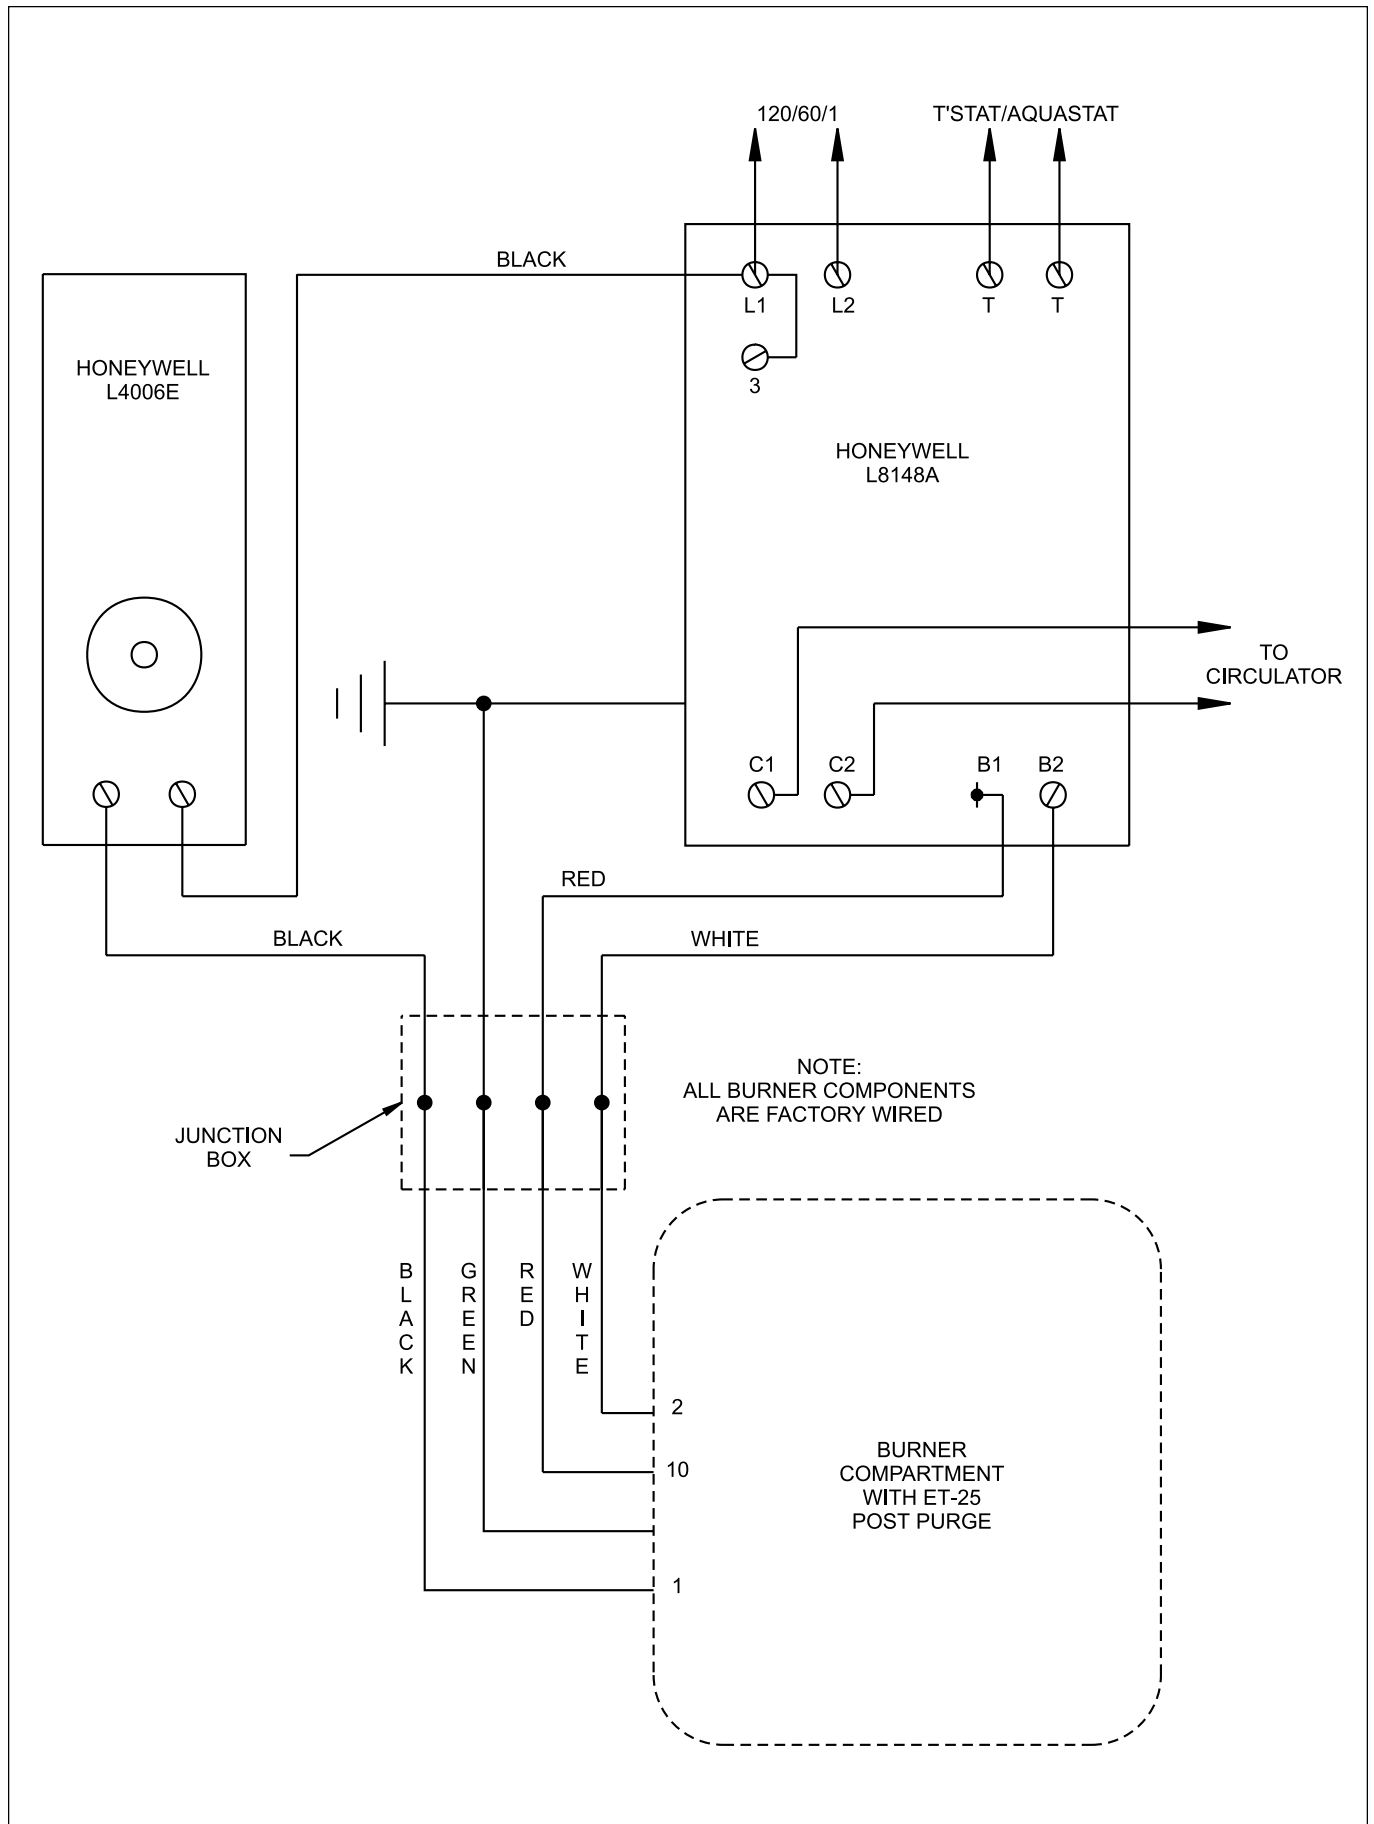 120/60/1
T'STAT/AQUASTAT
BLACK
L1
L2
T
T
3
HONEYWELL
L4006E
HONEYWELL
L8148A
TO
CIRCULATOR
C1
C2
B1
B2
RED
BLACK
WHITE
NOTE:
ALL BURNER COMPONENTS
ARE FACTORY WIRED
JUNCTION
BOX
BLACK
GREEN
RED
WHITE
2
10
1
BURNER
COMPARTMENT
WITH ET-25
POST PURGE